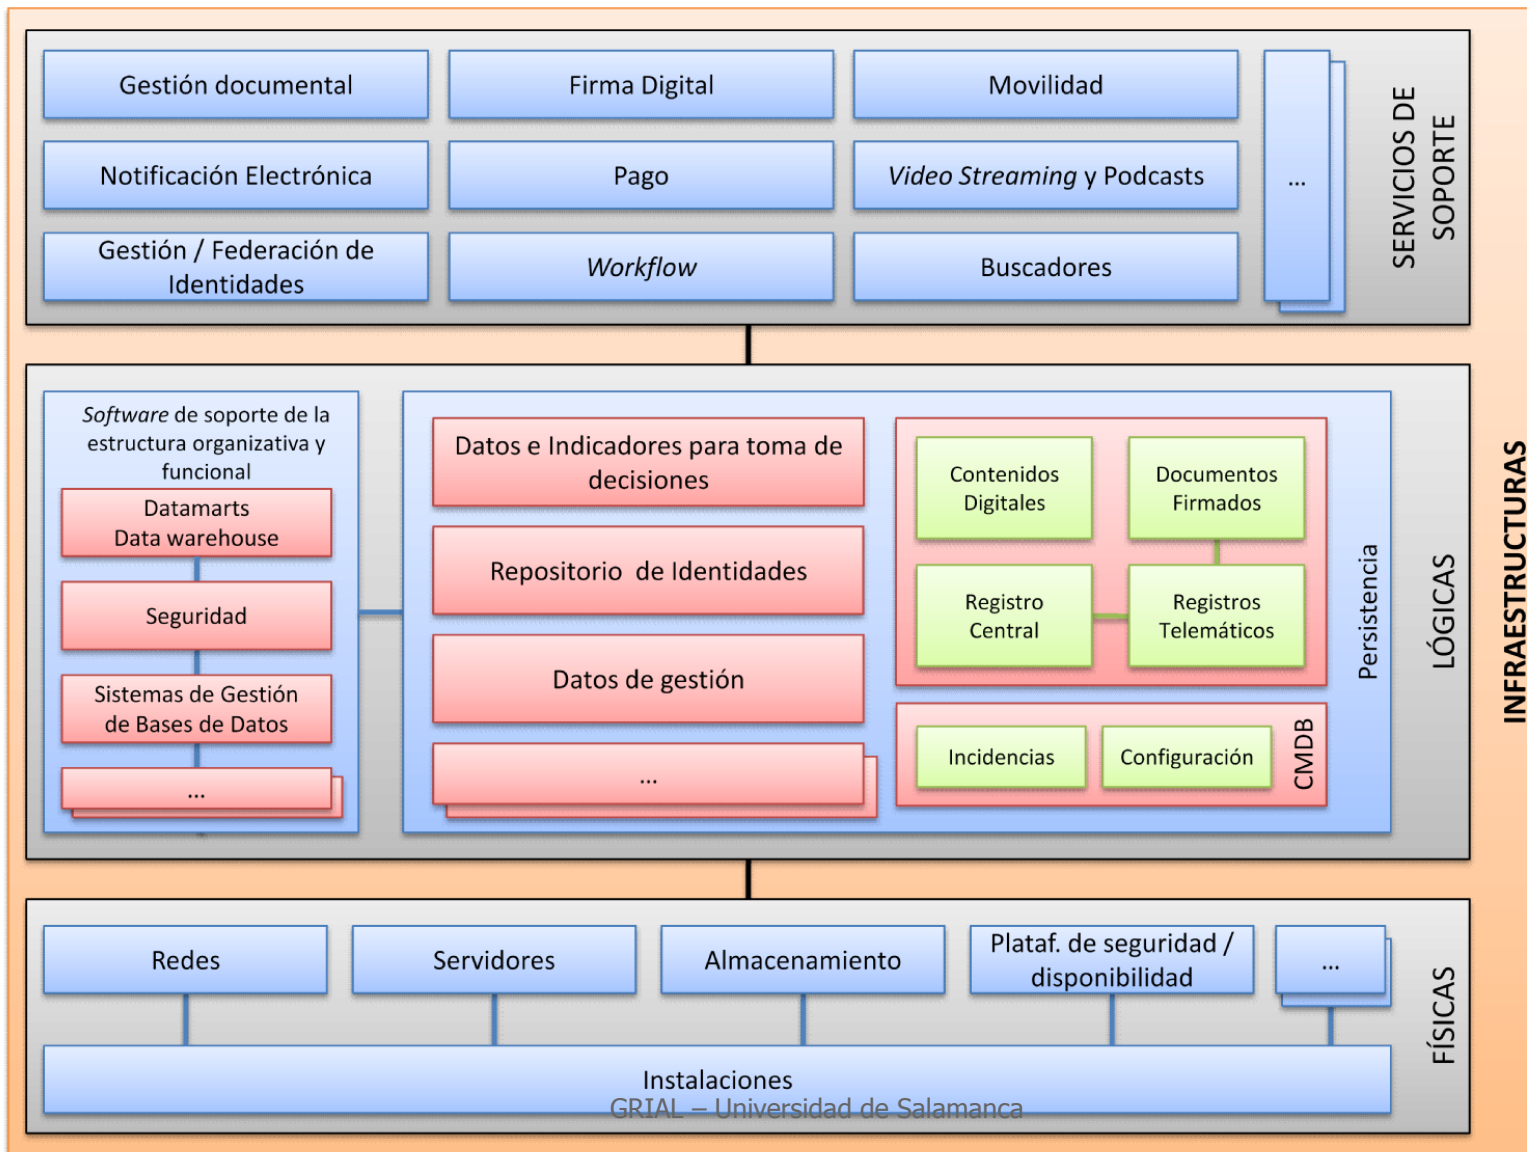 Gestión documental
Firma Digital
Movilidad
Notificación Electrónica
Pago
Video Streaming y Podcasts
Gestión / Federación de
Identidades
Workflow
Buscadores
...
SERVICIOS DE
SOPORTE
Software de soporte de la
estructura organizativa y
funcional
Datamarts
Data warehouse
Seguridad
Sistemas de Gestión
de Bases de Datos
...
Datos e Indicadores para toma de
decisiones
Repositorio de Identidades
Datos de gestión
...
Contenidos
Digitales
Documentos
Firmados
Registro
Central
Registros
Telemáticos
Incidencias
Configuración
CMDB
Persistencia
LÓGICAS
INFRAESTRUCTURAS
Redes
Servidores
Almacenamiento
Plataf. de seguridad /
disponibilidad
...
Instalaciones
FÍSICAS
GRIAL – Universidad de Salamanca